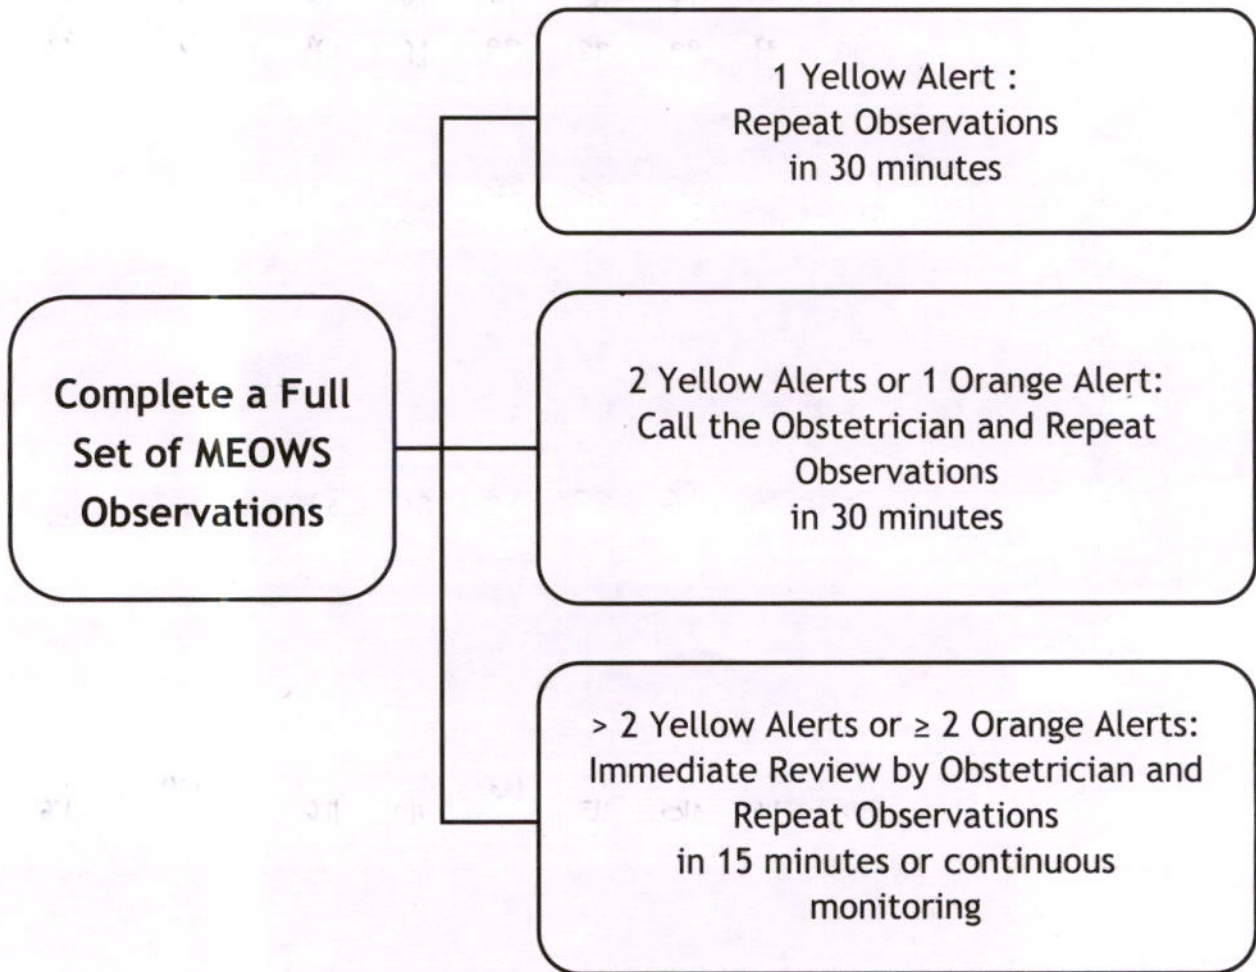 1 Yellow Alert :
Repeat Observations
in 30 minutes
Complete a Full
Set of MEOWS
Observations
2 Yellow Alerts or 1 Orange Alert:
Call the Obstetrician and Repeat
Observations
in 30 minutes
> 2 Yellow Alerts or ≥ 2 Orange Alerts:
Immediate Review by Obstetrician and
Repeat Observations
in 15 minutes or continuous
monitoring